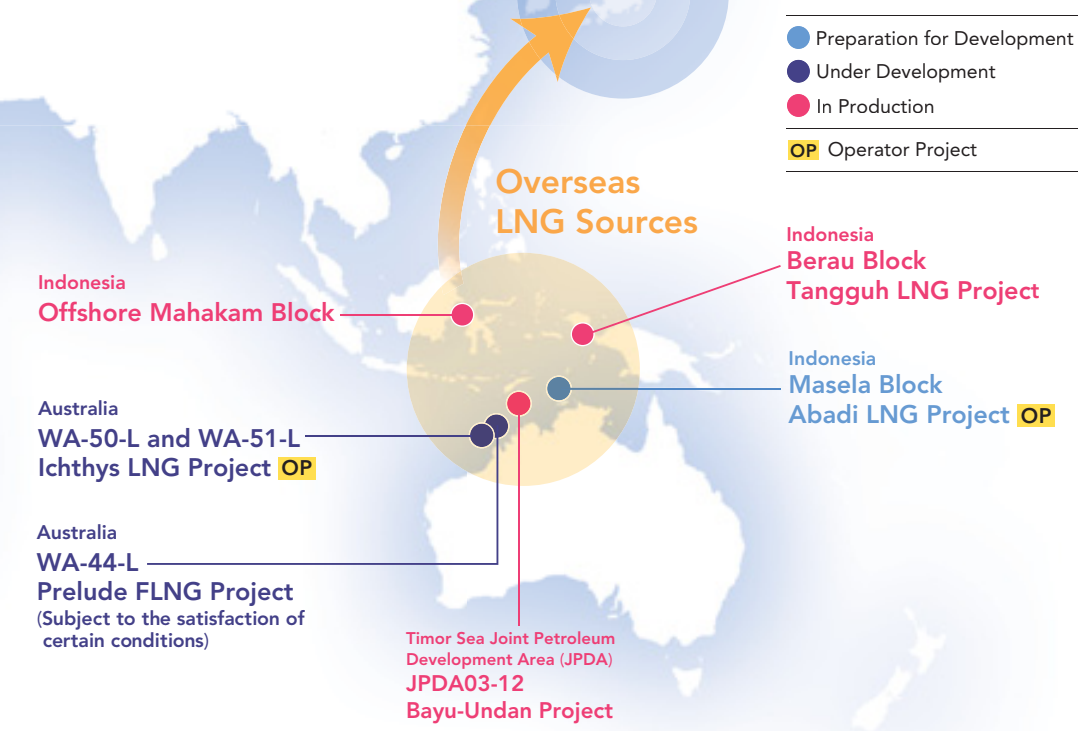 Preparation for Development
Under Development
In Production
OP Operator Project
Overseas
LNG Sources
Indonesia
Berau Block
Tangguh LNG Project
Indonesia
Offshore Mahakam Block
Indonesia
Masela Block
Abadi LNG Project OP
Australia
WA-50-L and WA-51-L
Ichthys LNG Project OP
Australia
WA-44-L
Prelude FLNG Project
(Subject to the satisfaction of
certain conditions)
Timor Sea Joint Petroleum
Development Area (JPDA)
JPDA03-12
Bayu-Undan Project